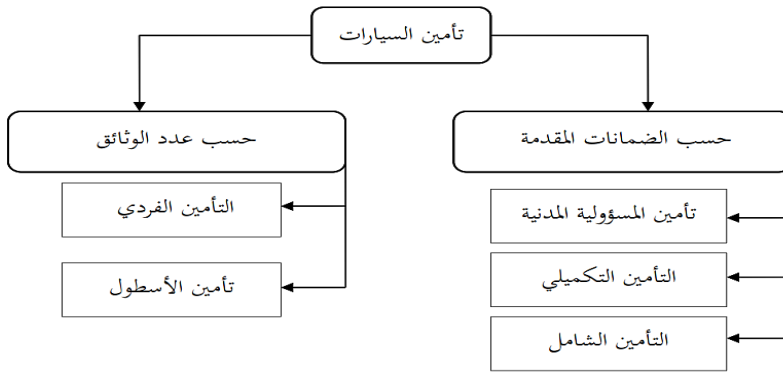 تأمين السيارات
حسب الضمانات المقدمة
تأمين المسؤولية المدنية
التأمين التكميلي
التأمين الشامل
حسب عدد الوثائق
التأمين الفردي
تأمين الأسطول